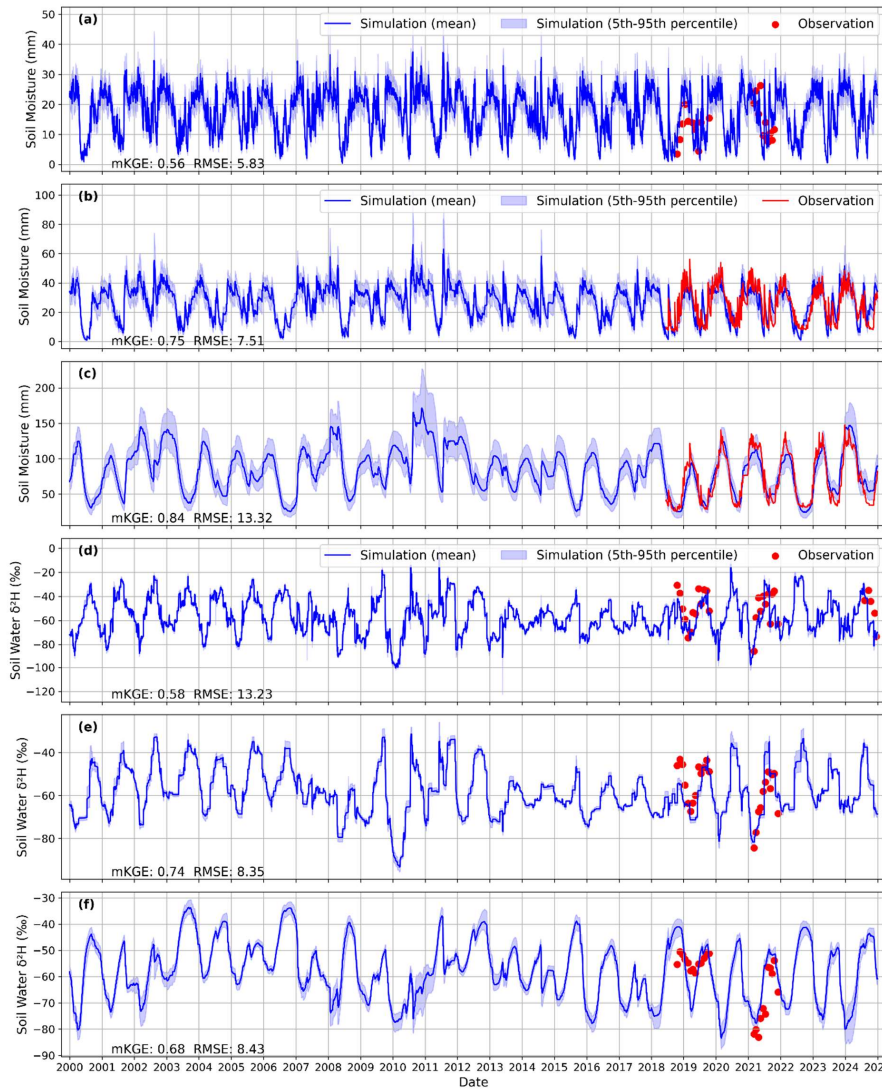 (a)
Simulation (mean) Simulation (5th-95th percentile) Observation
Soil Moisture (mm)
50
40
30
20
10
0
mKGE: 0.56 RMSE: 5.83
(b)
Simulation (mean) Simulation (5th-95th percentile) Observation
Soil Moisture (mm)
100
80
60
40
20
0
mKGE: 0.75 RMSE: 7.51
(c)
Soil Moisture (mm)
200
150
100
50
mKGE: 0.84 RMSE: 13.32
(d)
Simulation (mean) Simulation (5th-95th percentile) Observation
Soil Water δ²H (‰)
0
−20
−40
−60
−80
−100
−120
mKGE: 0.58 RMSE: 13.23
(e)
Soil Water δ²H (‰)
−40
−60
−80
mKGE: 0.74 RMSE: 8.35
(f)
Soil Water δ²H (‰)
−30
−40
−50
−60
−70
−80
−90
mKGE: 0.68 RMSE: 8.43
2000 2001 2002 2003 2004 2005 2006 2007 2008 2009 2010 2011 2012 2013 2014 2015 2016 2017 2018 2019 2020 2021 2022 2023 2024 202
Date